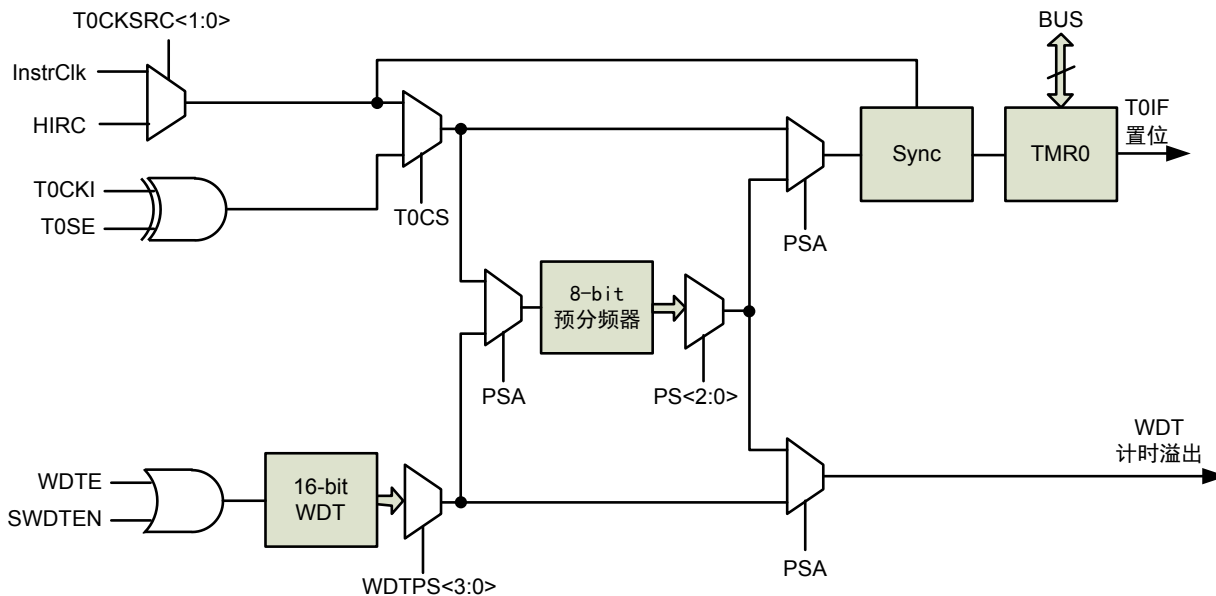 T0CKSRC<1:0>
BUS
InstrClk
HIRC
T0IF
置位
Sync
TMR0
T0CKI
T0SE
T0CS
PSA
8-bit
预分频器
PSA
PS<2:0>
WDT
计时溢出
WDTE
SWDTEN
16-bit
WDT
PSA
WDTPS<3:0>